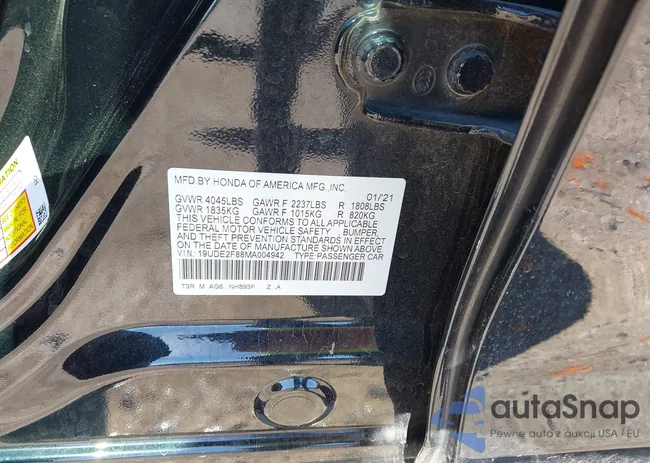 MFD.BY HONDA OF AMERICA MFG.,INC.
01/'21
GVWR 4045LBS GAWR F 2237LBS R 1808LBS
GVWR 1835KG GAWR F 1015KG R 820KG
THIS VEHICLE CONFORMS TO ALL APPLICABLE
FEDERAL MOTOR VEHICLE SAFETY , BUMPER,
AND THEFT PREVENTION STANDARDS IN EFFECT
ON THE DATE OF MANUFACTURE SHOWN ABOVE.
V.I.N: 19UDE2F88MA004942 TYPE:PASSENGER CAR
T3R M AG6 NH893P Z .A
autaSnap
Pewne auto z aukcji USA i EU